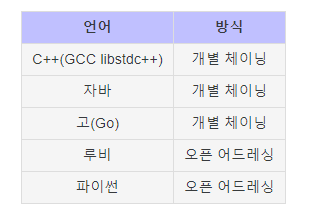 언어 방식
C++(GCC libstdc++) 개별 체이닝
자바 개별 체이닝
고(Go) 개별 체이닝
루비 오픈 어드레싱
파이썬 오픈 어드레싱